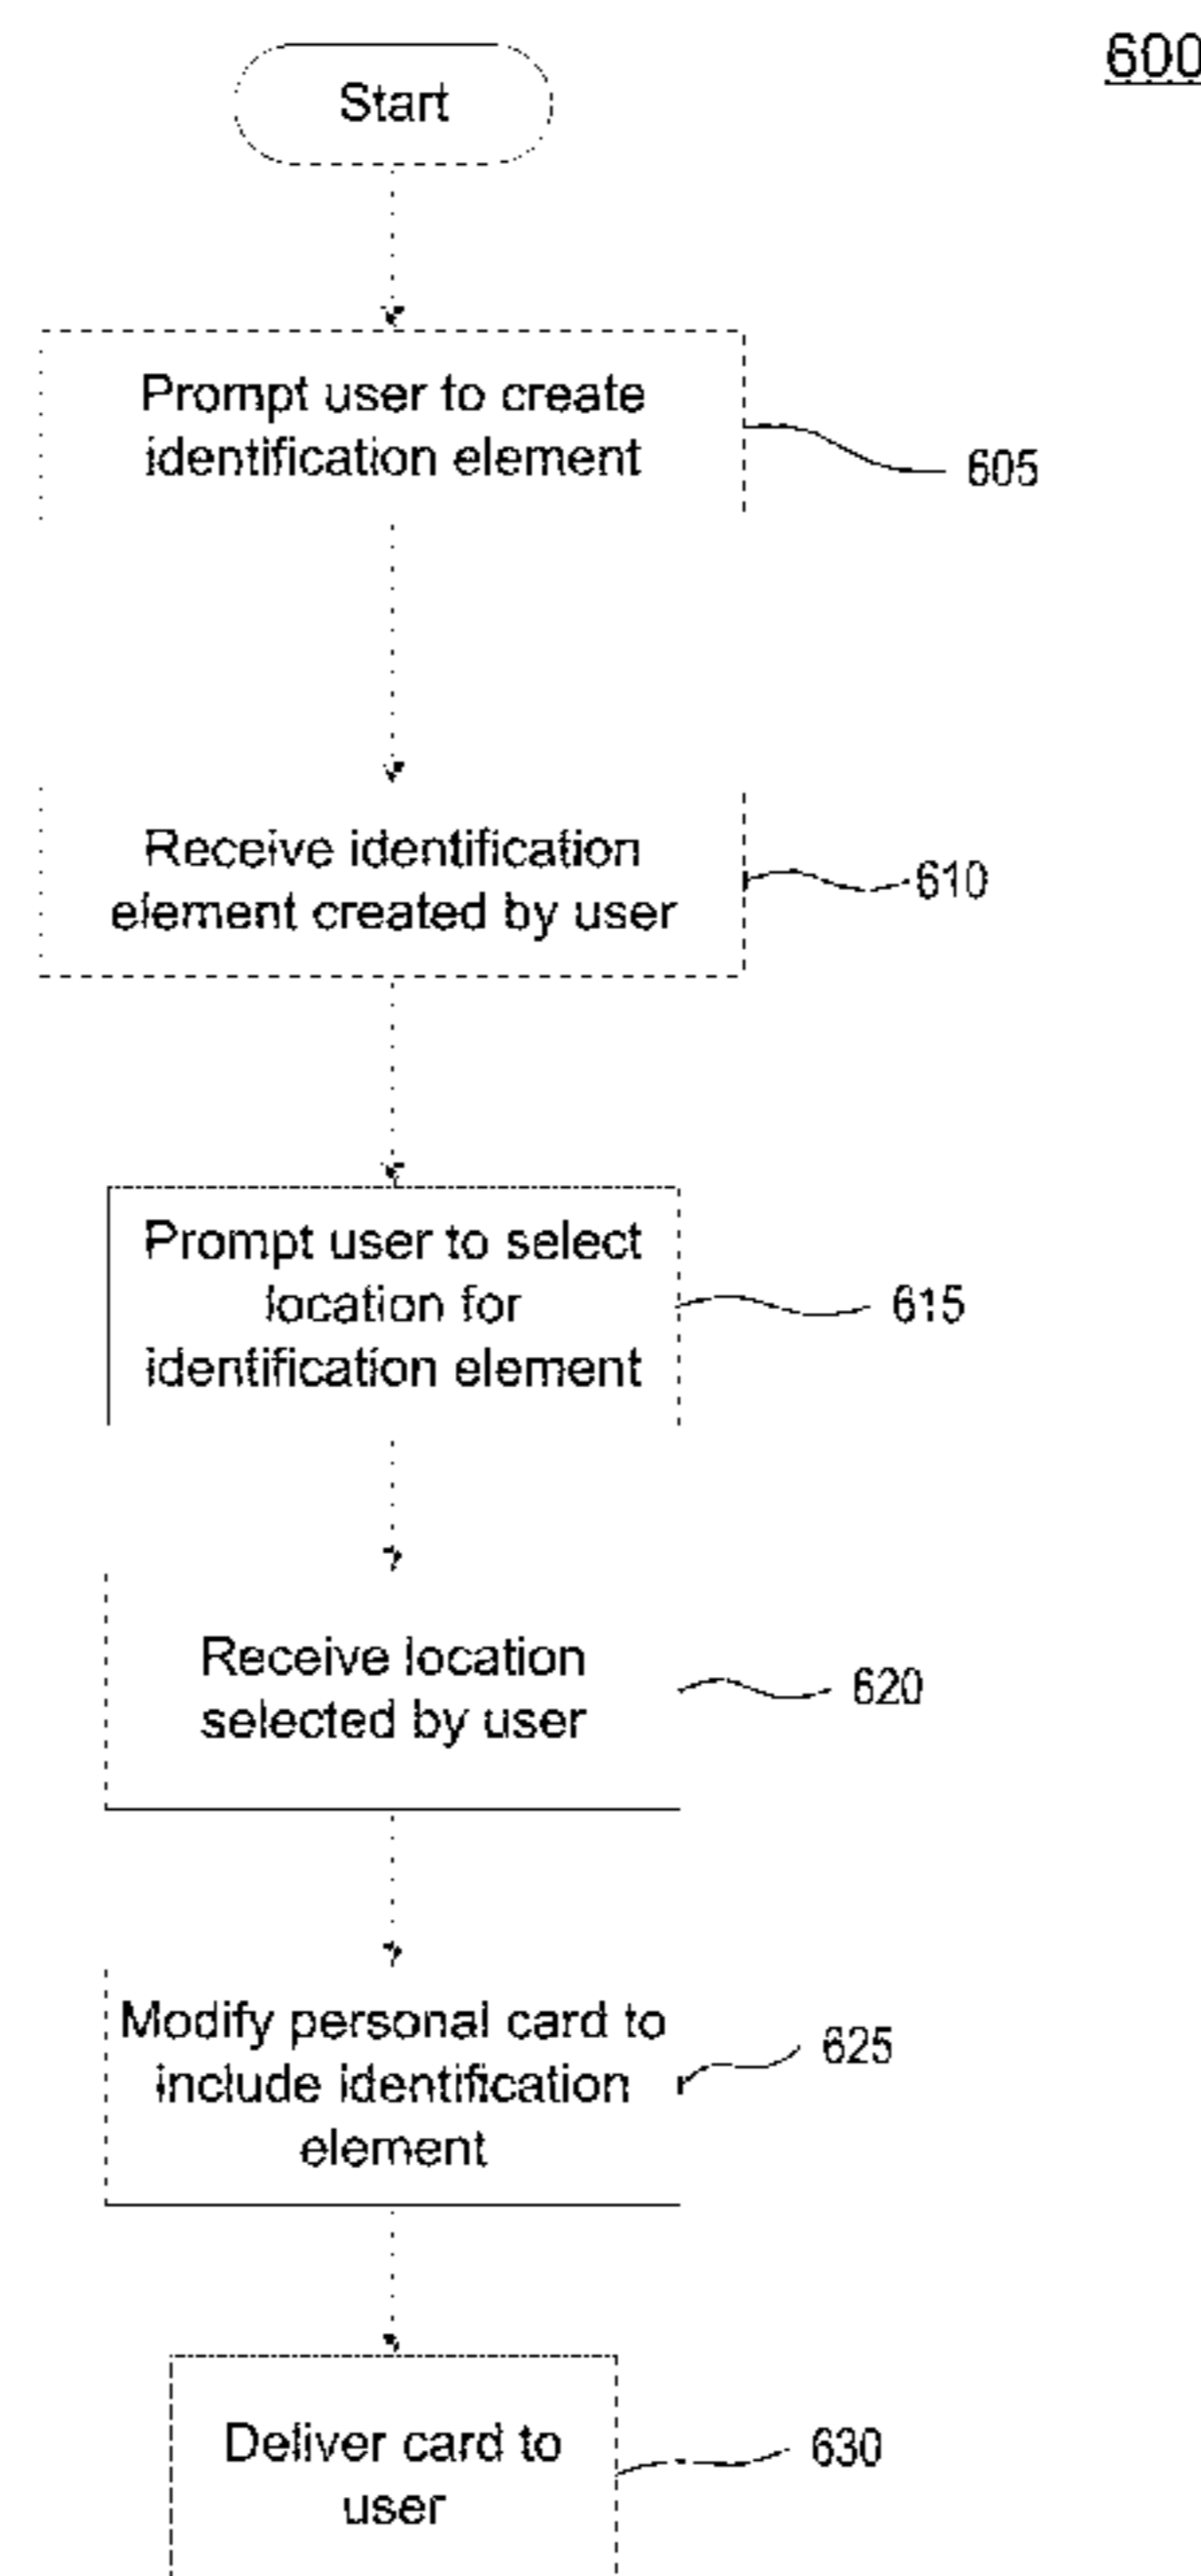 600
Start
Prompt user to create
identification element
605
Receive identification
element created by user
610
Prompt user to select
location for
identification element
615
Receive location
selected by user
620
Modify personal card to
include identification
element
625
Deliver card to
user
630